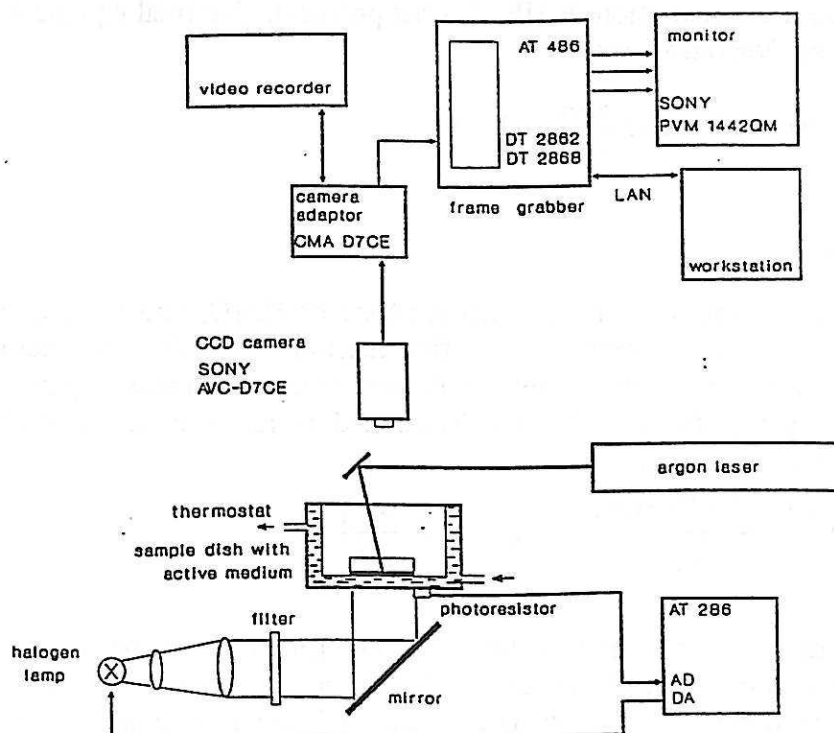 AT 486
monitor
video recorder
SONY
PVM 1442QM
DT 2862
DT 2868
camera
adaptor
CMA D7CE
frame grabber
LAN
workstation
CCD camera
SONY
AVC-D7CE
argon laser
thermostat
sample dish with
active medium
photoresistor
AT 286
filter
halogen
lamp
mirror
AD
DA